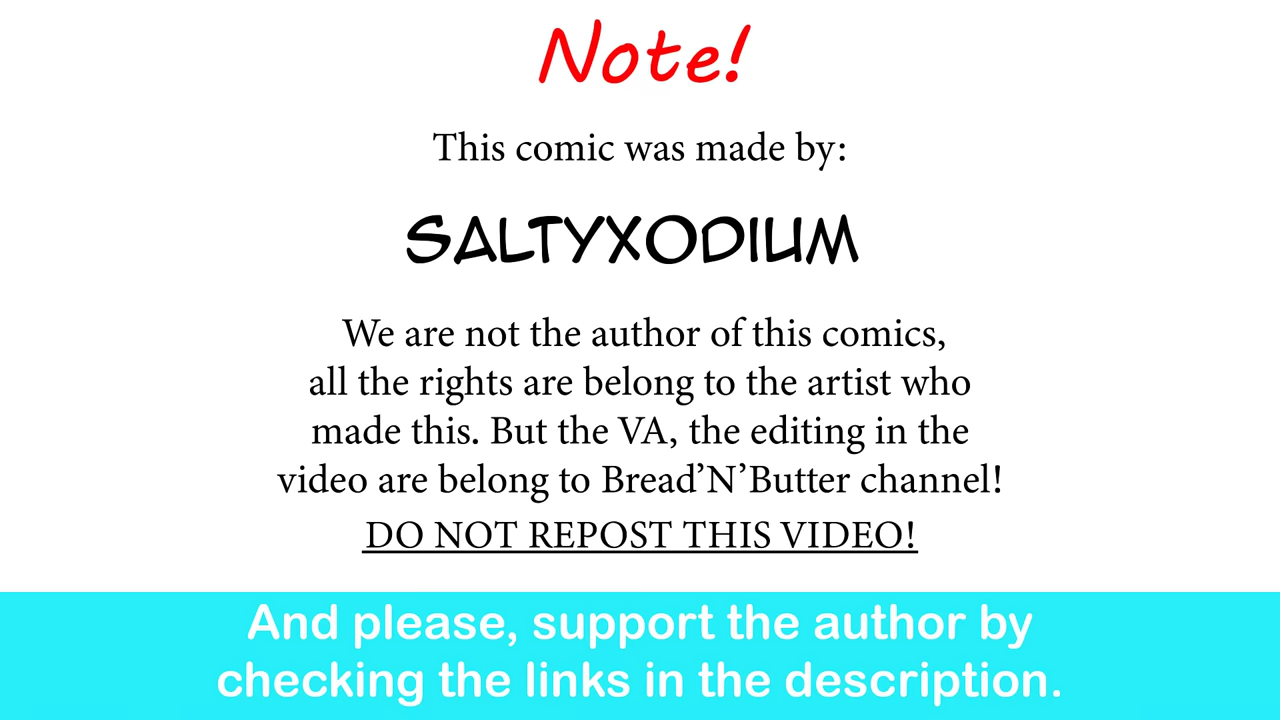 Note!
This comic was made by:
SALTYXODIUM
We are not the author of this comics,
all the rights are belong to the artist who
made this. But the VA, the editing in the
video are belong to Bread’N’Butter channel!
DO NOT REPOST THIS VIDEO!
And please, support the author by
checking the links in the description.